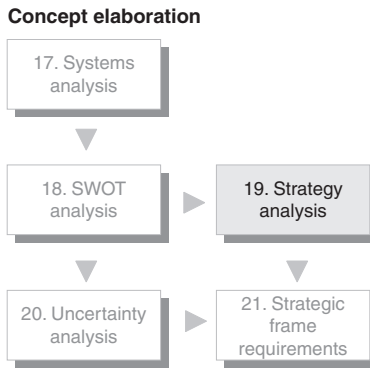 Concept elaboration
17. Systems
analysis
18. SWOT
analysis
19. Strategy
analysis
20. Uncertainty
analysis
21. Strategic
frame
requirements